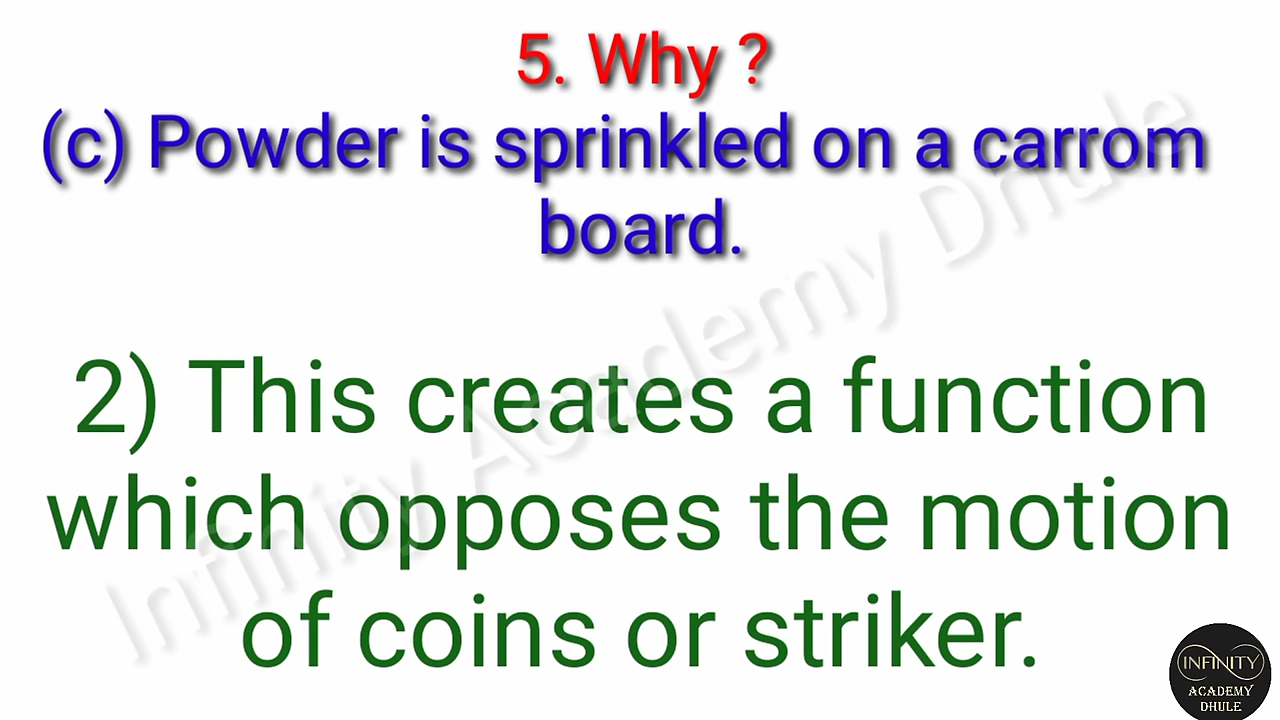 5. Why ?
(c) Powder is sprinkled on a carrom
board.
2) This creates a function
which opposes the motion
of coins or striker.
Infinity Academy Dhule
INFINITY
ACADEMY
DHULE